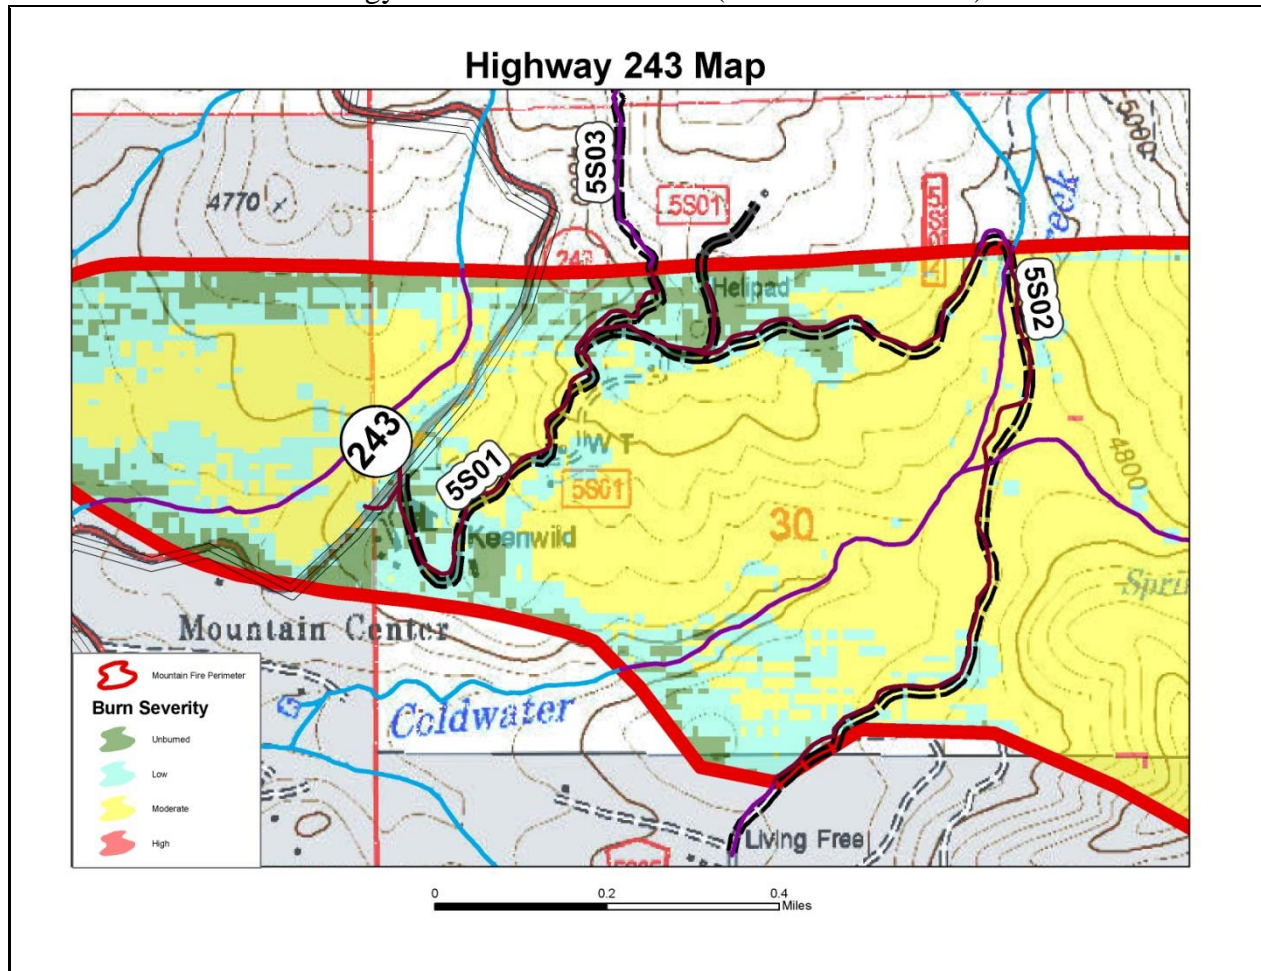 Highway 243 Map
5000
5S03
4770 x
5S01
243
Helipad
5S02
243
5S01
W T
5S01
Keenwild
30
4800
Mountain Center
Coldwater
Living Free
Mountain Fire Perimeter
Burn Severity
Unburned
Low
Moderate
High
0 0.2 0.4
Miles